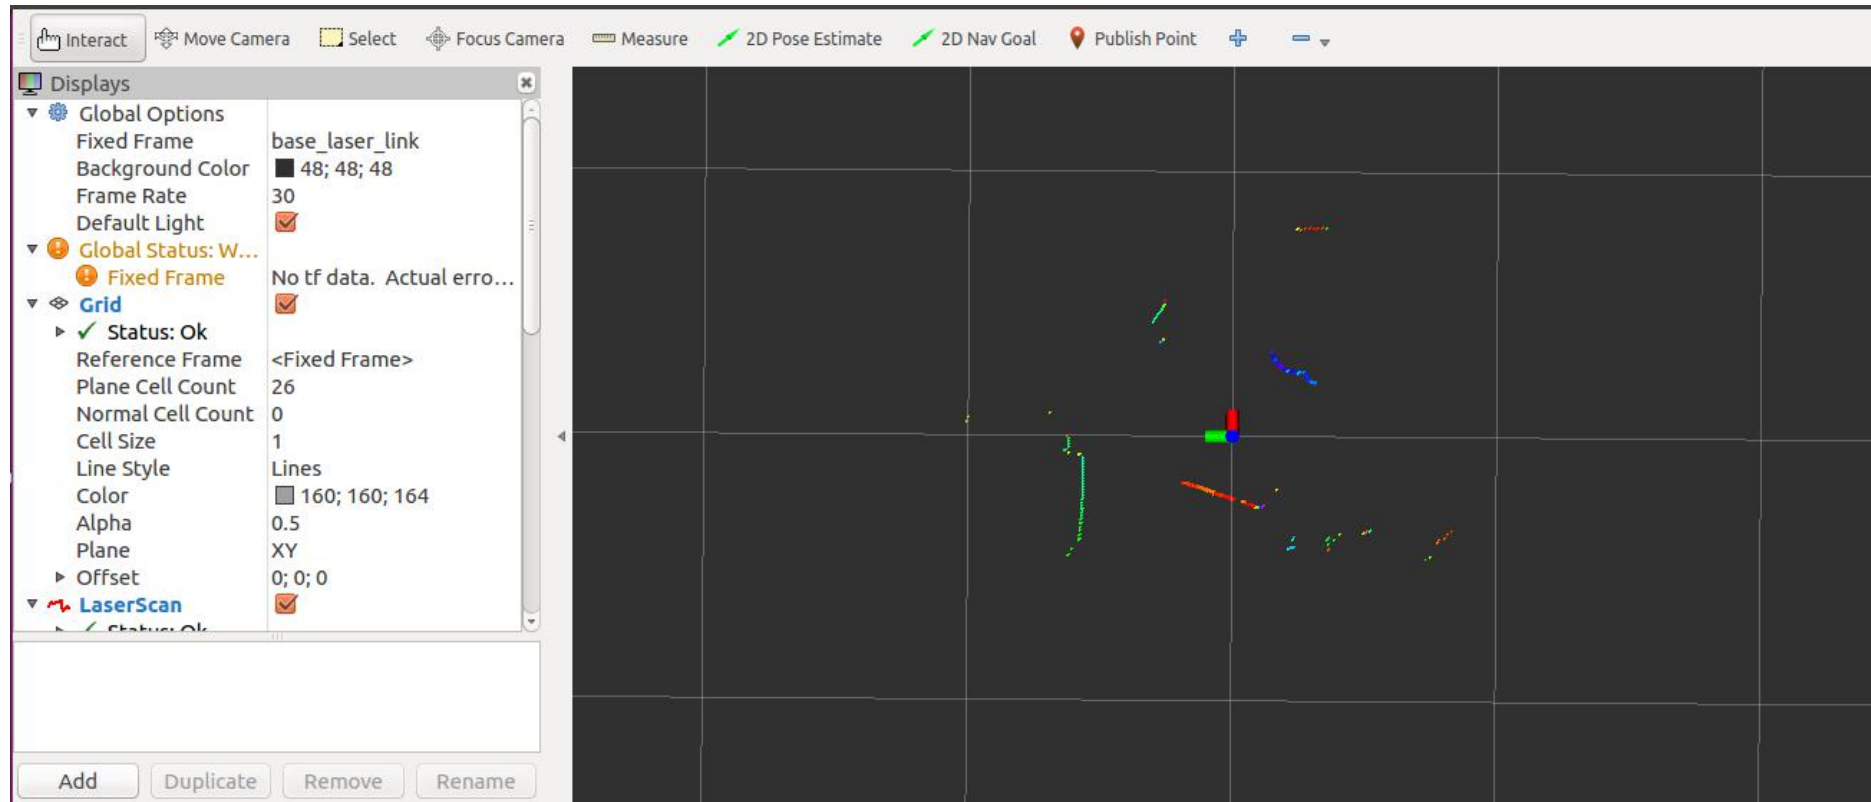 Interact Move Camera Select Focus Camera Measure 2D Pose Estimate 2D Nav Goal Publish Point
Displays
Global Options
Fixed Frame base_laser_link
Background Color 48; 48; 48
Frame Rate 30
Default Light
Global Status: W...
Fixed Frame No tf data. Actual erro...
Grid
Status: Ok
Reference Frame <Fixed Frame>
Plane Cell Count 26
Normal Cell Count 0
Cell Size 1
Line Style Lines
Color 160; 160; 164
Alpha 0.5
Plane XY
Offset 0; 0; 0
LaserScan
Status: Ok
Add Duplicate Remove Rename